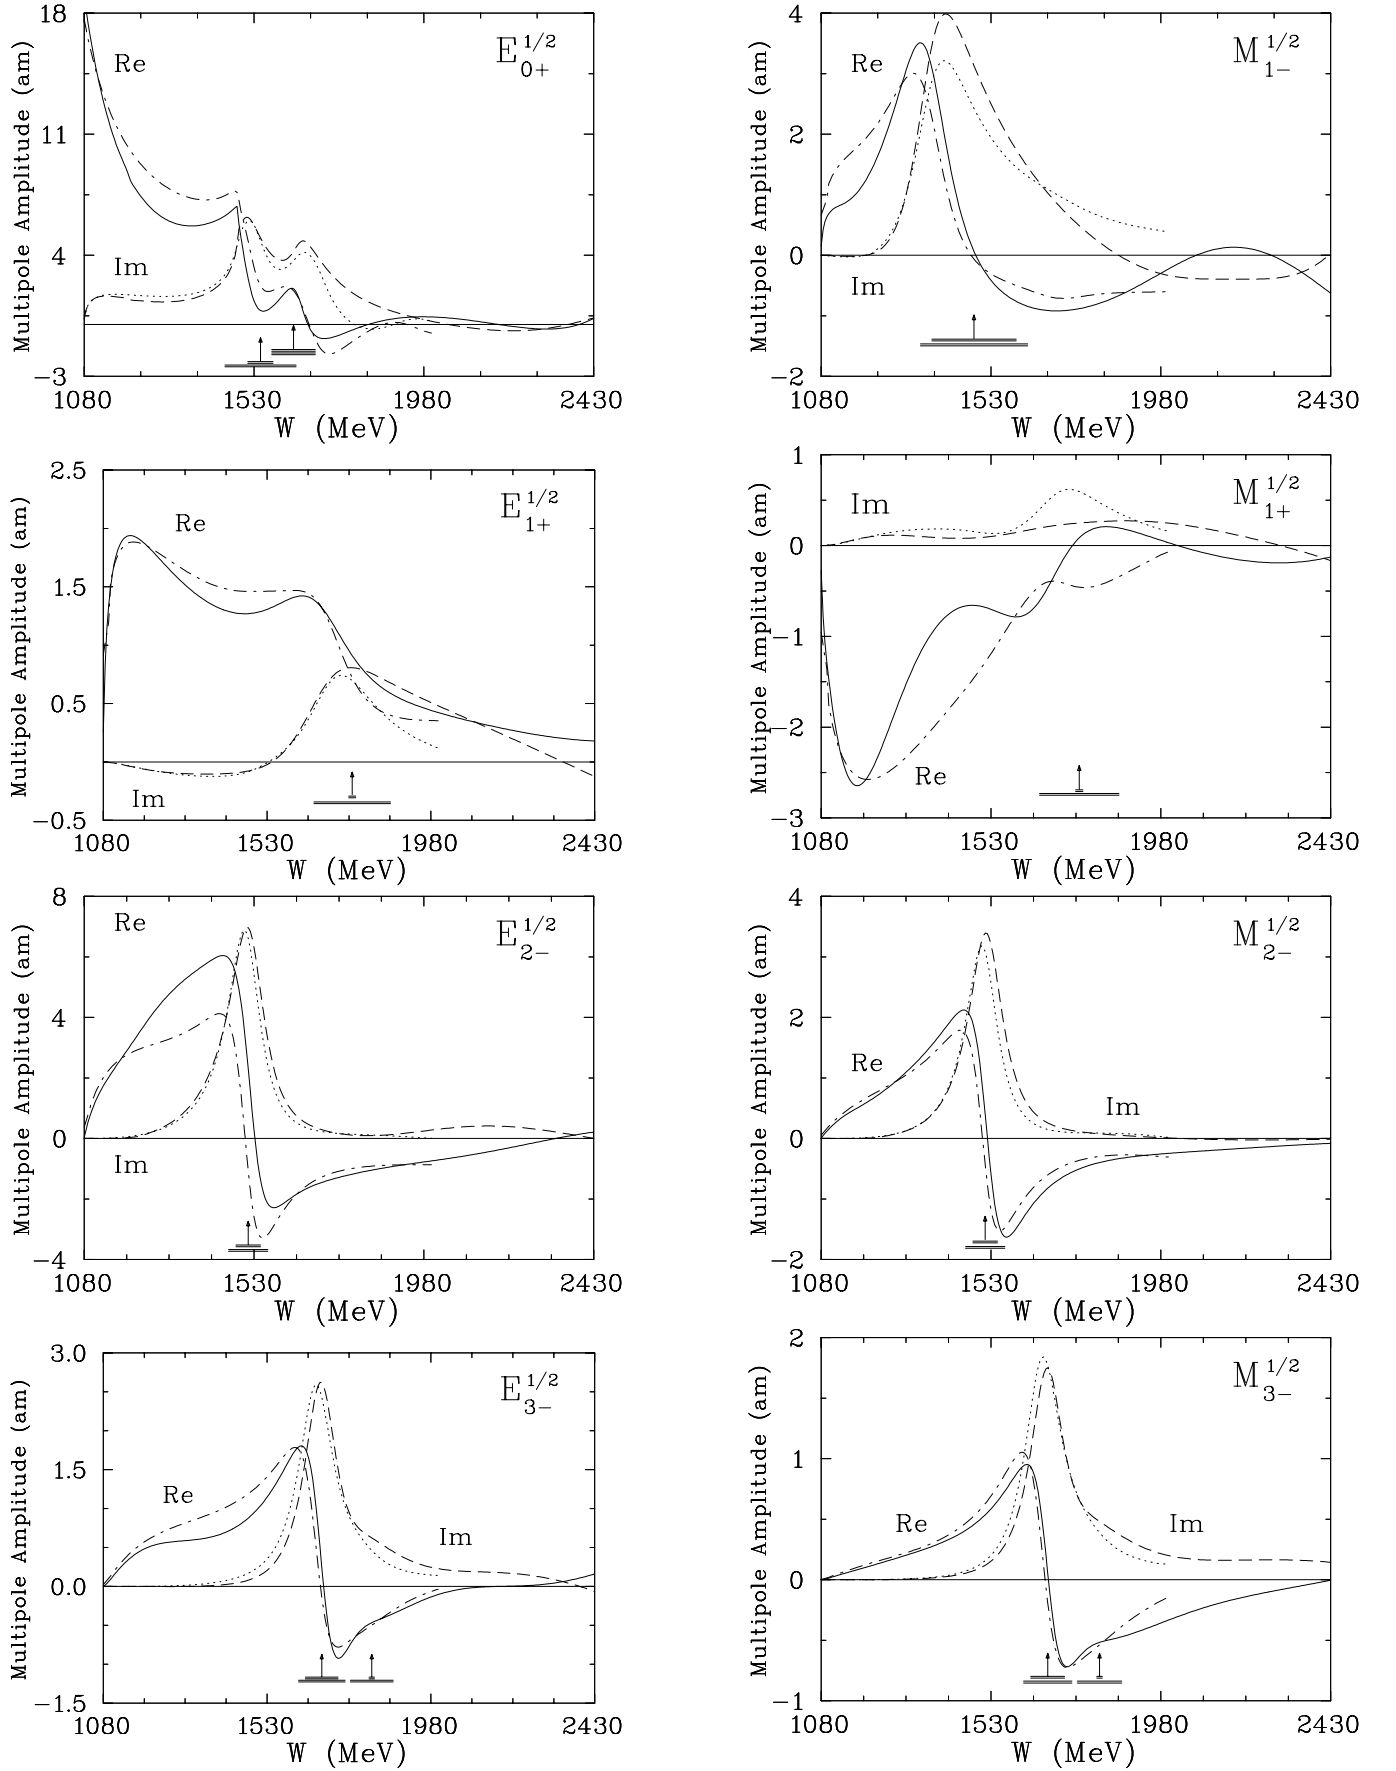 Multipole Amplitude (am)
18
11
4
−3
Re
Im
E 1/2 0+
1080 1530 1980 2430
W (MeV)
Multipole Amplitude (am)
4
2
0
−2
Re
Im
M 1/2 1−
1080 1530 1980 2430
W (MeV)
Multipole Amplitude (am)
2.5
1.5
0.5
−0.5
Re
Im
E 1/2 1+
1080 1530 1980 2430
W (MeV)
Multipole Amplitude (am)
1
0
−1
−2
−3
Im
Re
M 1/2 1+
1080 1530 1980 2430
W (MeV)
Multipole Amplitude (am)
8
4
0
−4
Re
Im
E 1/2 2−
1080 1530 1980 2430
W (MeV)
Multipole Amplitude (am)
4
2
0
−2
Re
Im
M 1/2 2−
1080 1530 1980 2430
W (MeV)
Multipole Amplitude (am)
3.0
1.5
0.0
−1.5
Re
Im
E 1/2 3−
1080 1530 1980 2430
W (MeV)
Multipole Amplitude (am)
2
1
0
−1
Re
Im
M 1/2 3−
1080 1530 1980 2430
W (MeV)